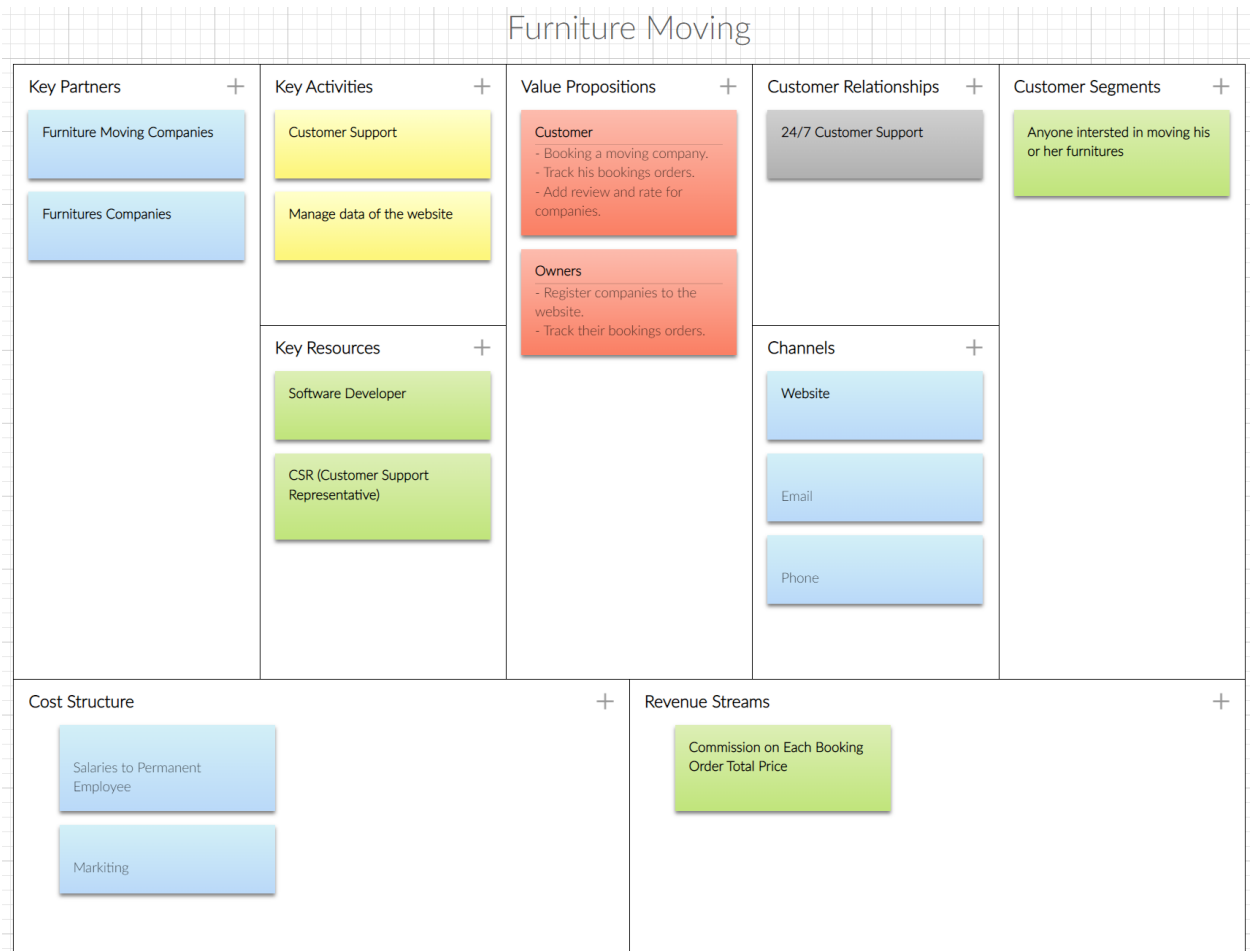 Furniture Moving
Key Partners
Furniture Moving Companies
Furnitures Companies
Key Activities
Customer Support
Manage data of the website
Key Resources
Software Developer
CSR (Customer Support
Representative)
Value Propositions
Customer
- Booking a moving company.
- Track his bookings orders.
- Add review and rate for
companies.
Owners
- Register companies to the
website.
- Track their bookings orders.
Customer Relationships
24/7 Customer Support
Channels
Website
Email
Phone
Customer Segments
Anyone intersted in moving his
or her furnitures
Cost Structure
Salaries to Permanent
Employee
Markiting
Revenue Streams
Commission on Each Booking
Order Total Price